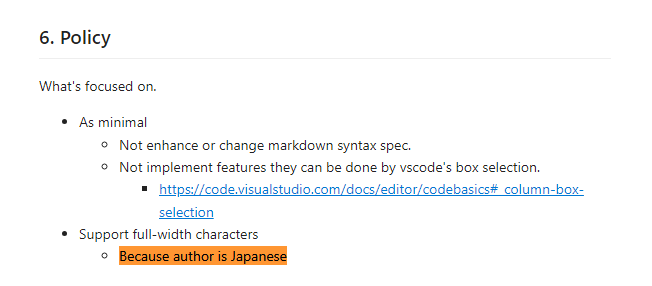 6. Policy
What's focused on.
As minimal
Not enhance or change markdown syntax spec.
Not implement features they can be done by vscode's box selection.
https://code.visualstudio.com/docs/editor/codebasics#_column-box-
selection
Support full-width characters
Because author is Japanese